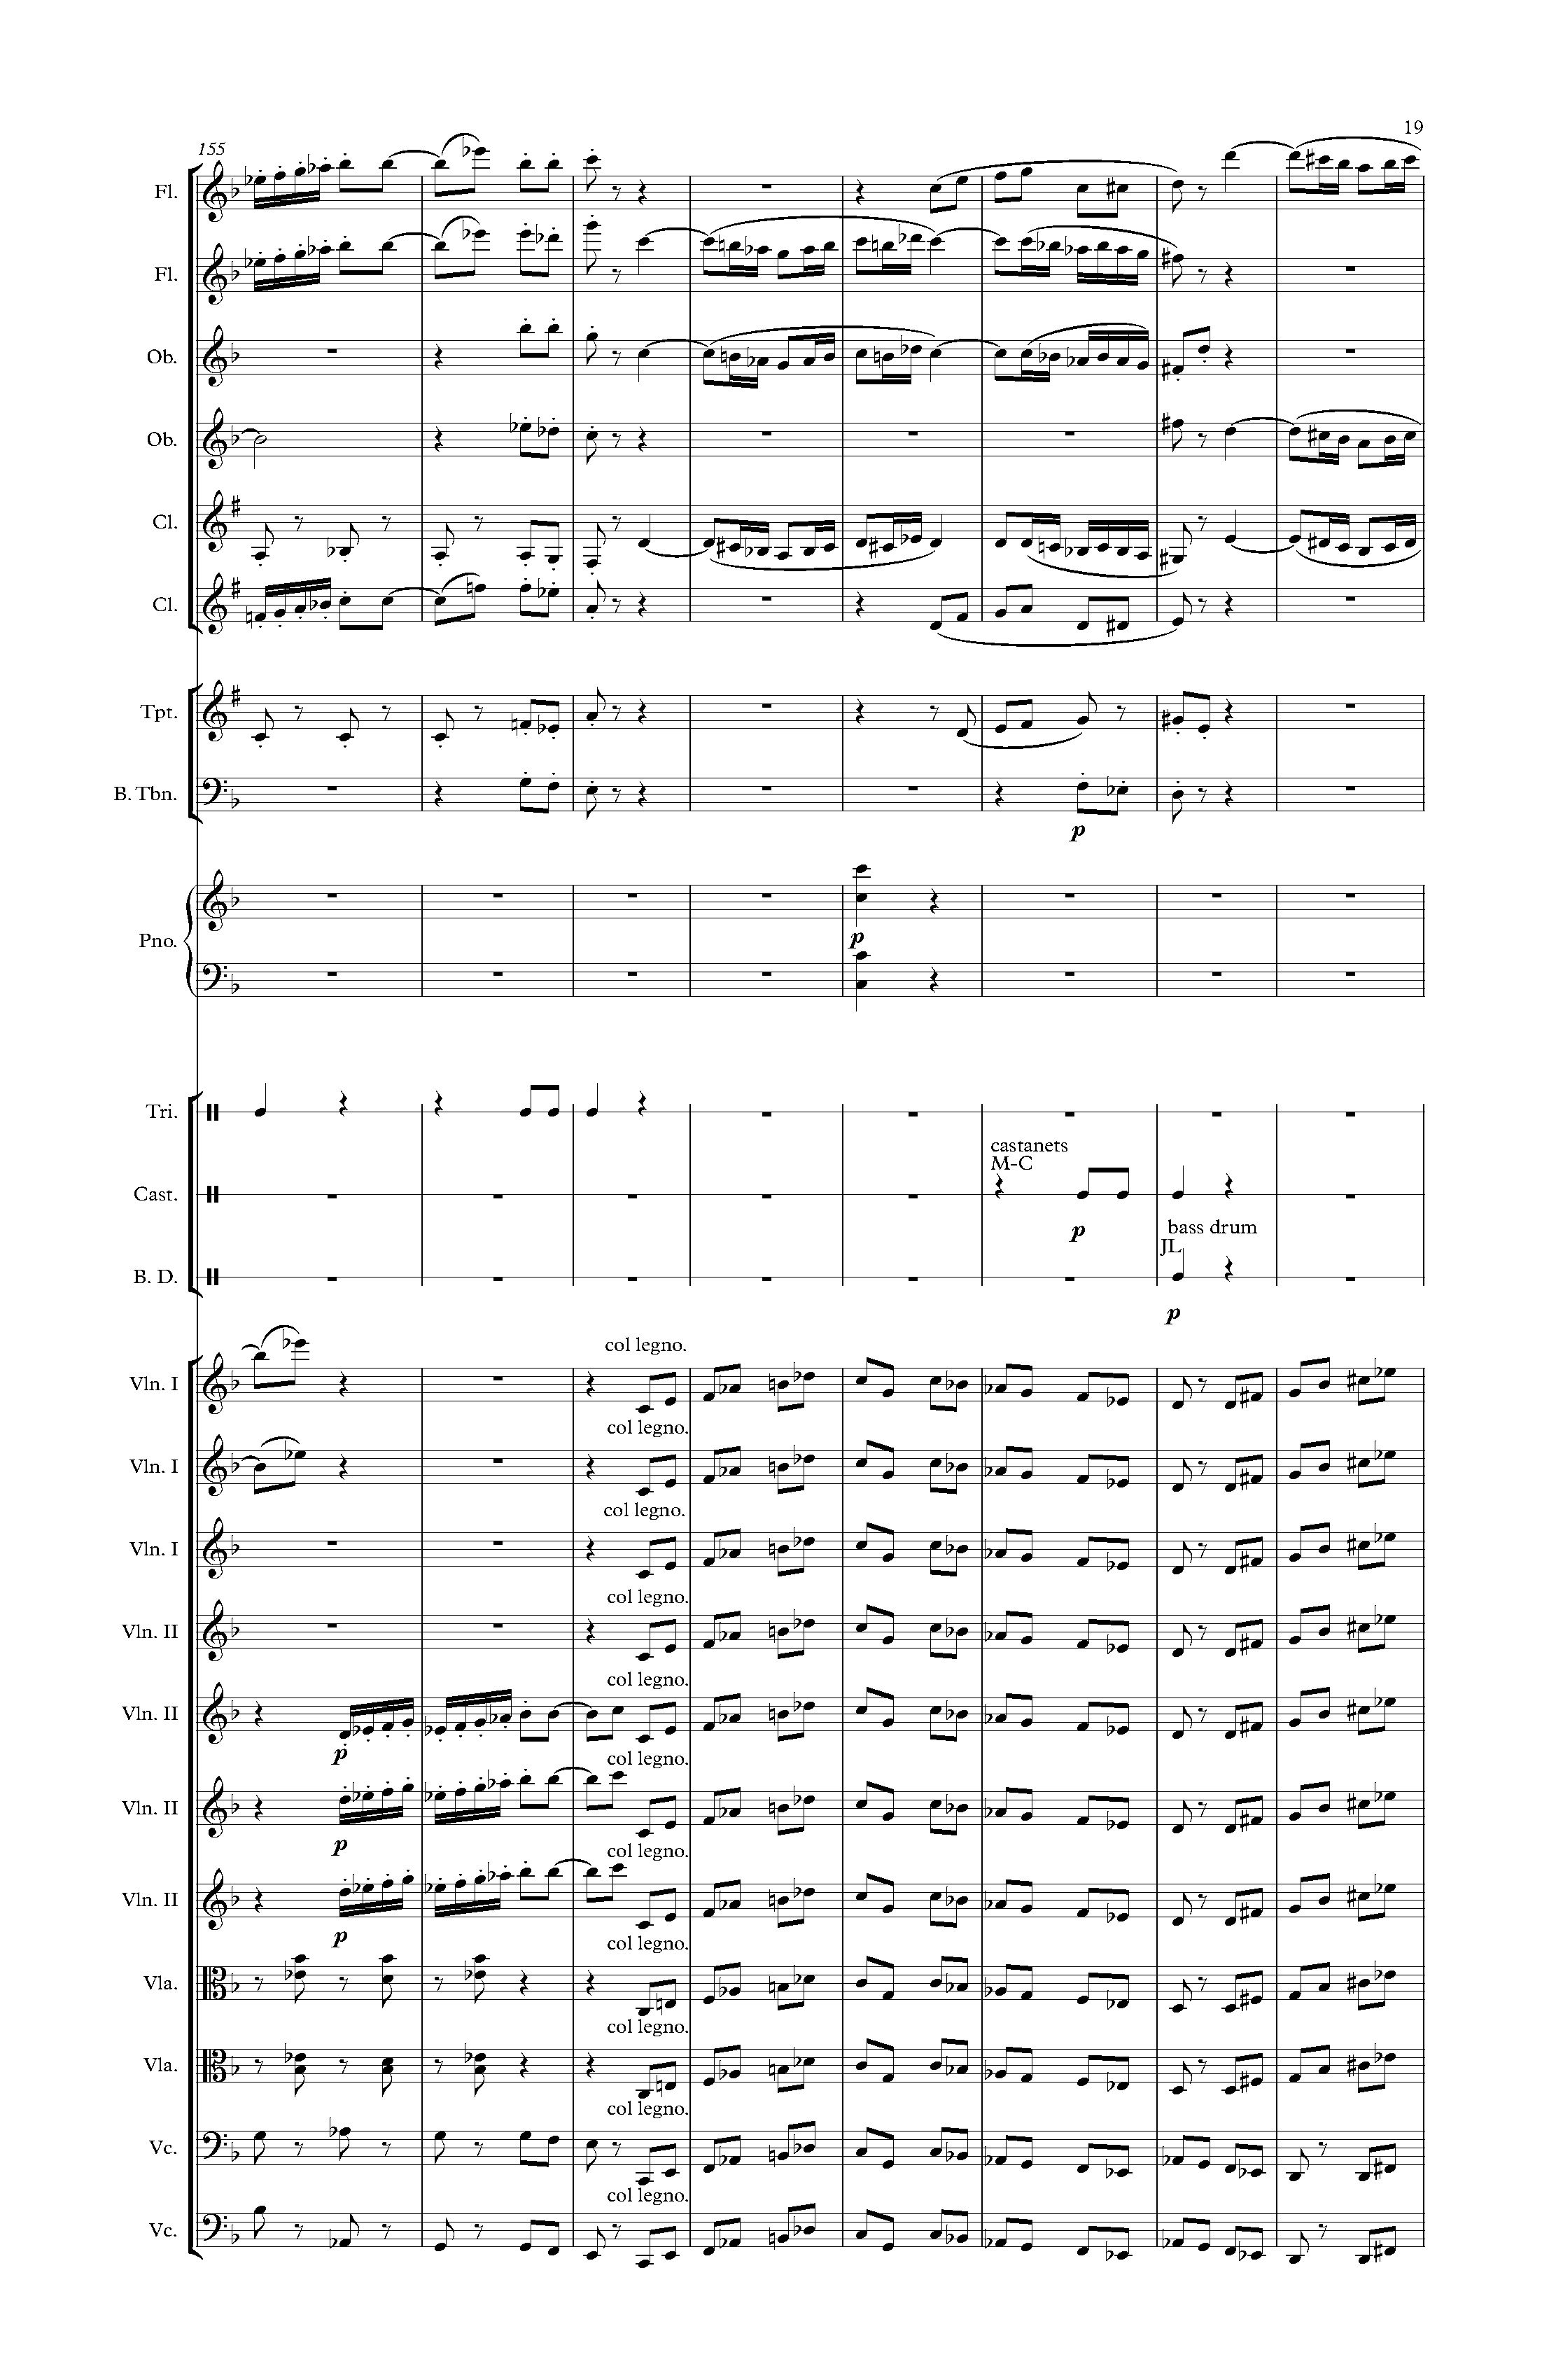 19
155
Fl.
Fl.
Ob.
Ob.
Cl.
Cl.
Tpt.
B. Tbn.
p
Pno.
p
Tri.
castanets
M-C
Cast.
p
bass drum
JL
B. D.
p
col legno.
Vln. I
col legno.
Vln. I
col legno.
Vln. I
col legno.
Vln. II
col legno.
Vln. II
p
col legno.
Vln. II
p
col legno.
Vln. II
p
col legno.
Vla.
col legno.
Vla.
col legno.
Vc.
col legno.
Vc.